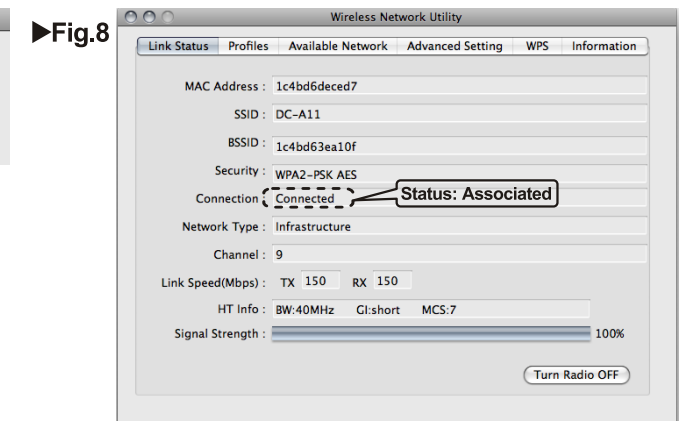 ▶Fig.8
Wireless Network Utility
Link Status Profiles Available Network Advanced Setting WPS Information
MAC Address : 1c4bd6deced7
SSID : DC-A11
BSSID : 1c4bd63ea10f
Security : WPA2-PSK AES
Connection : Connected Status: Associated
Network Type : Infrastructure
Channel : 9
Link Speed(Mbps) : TX 150 RX 150
HT Info : BW:40MHz GI:short MCS:7
Signal Strength : 100%
Turn Radio OFF